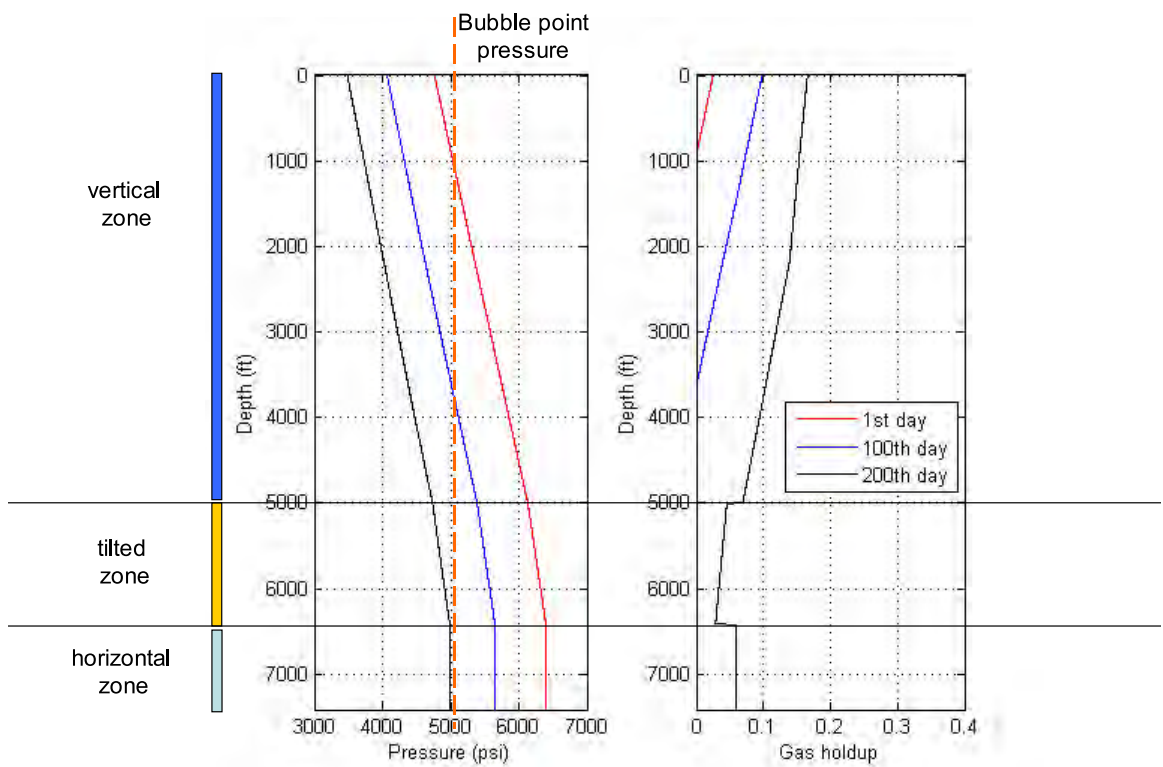 Bubble point
pressure
vertical
zone
tilted
zone
horizontal
zone
0
1000
2000
3000
4000
5000
6000
7000
Depth (ft)
3000 4000 5000 6000 7000
Pressure (psi)
0
1000
2000
3000
4000
5000
6000
7000
Depth (ft)
0 0.1 0.2 0.3 0.4
Gas holdup
1st day
100th day
200th day